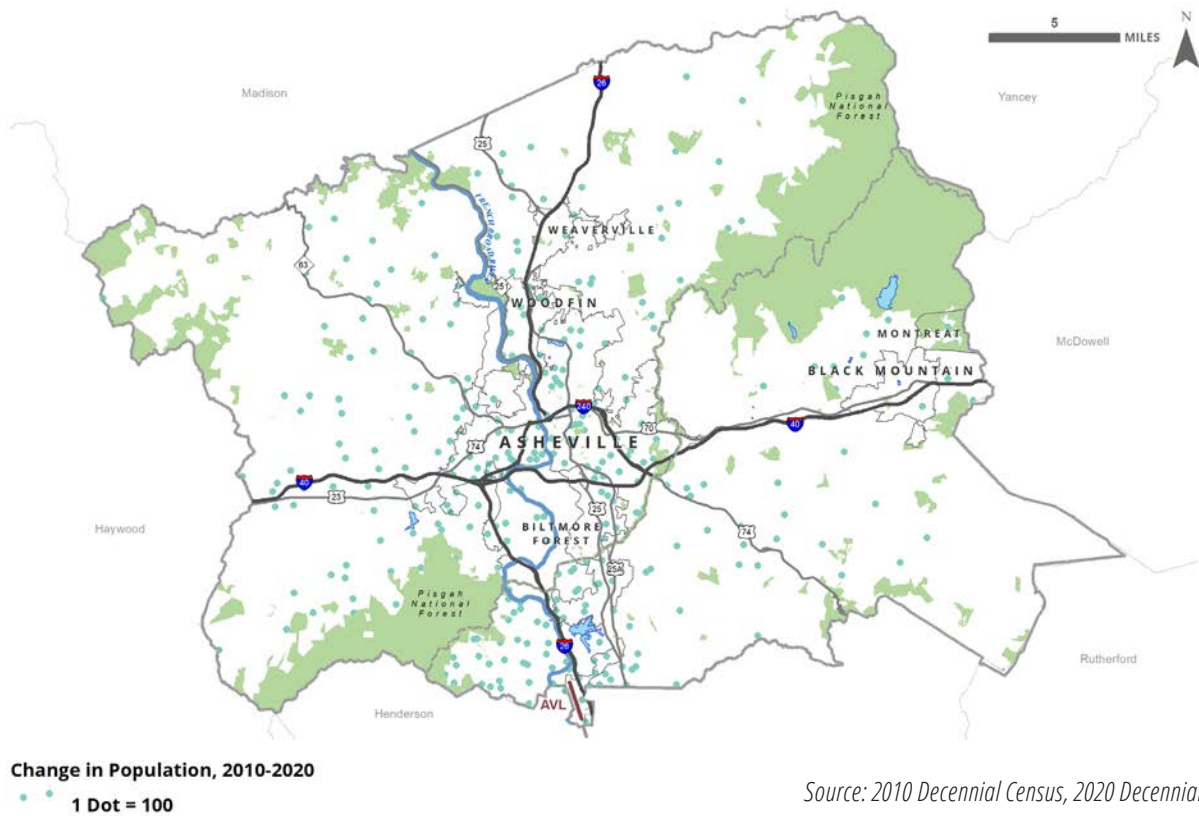 5
MILES
N
Madison
Yancey
26
Pisgah
National
Forest
25
FRENCH BROAD RIVER
WEAVERVILLE
63
251
WOODFIN
MONTREAT
McDowell
BLACK MOUNTAIN
240
70
40
74
ASHEVILLE
40
23
25
Haywood
BILTMORE
FOREST
74
25A
Pisgah
National
Forest
26
Rutherford
AVL
Henderson
Change in Population, 2010-2020
1 Dot = 100
Source: 2010 Decennial Census, 2020 Decennial